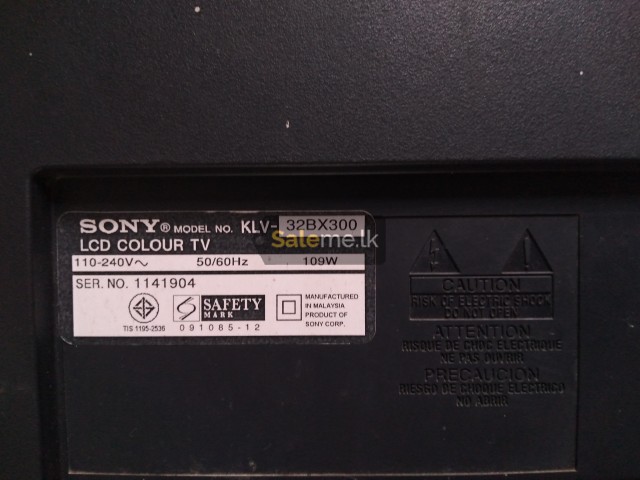 SONY® MODEL NO. KLV-32BX300
LCD COLOUR TV
110-240V~ 50/60Hz 109W
SER. NO. 1141904
TIS 1195-2536
S SAFETY MARK
091065-12
MANUFACTURED
IN MALAYSIA
PRODUCT OF
SONY CORP.
Saleme.lk
CAUTION
RISK OF ELECTRIC SHOCK
DO NOT OPEN
ATTENTION
RISQUE DE CHOC ELECTRIQUE
NE PAS OUVRIR
PRECAUCION
RIESGO DE CHOQUE ELECTRICO
NO ABRIR